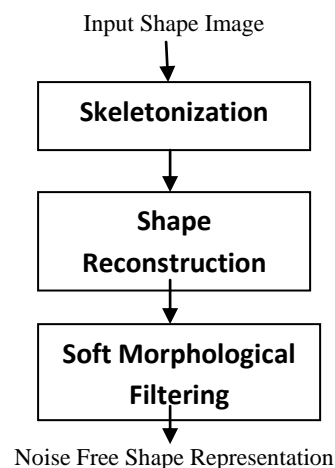 Input Shape Image
Skeletonization
Shape
Reconstruction
Soft Morphological
Filtering
Noise Free Shape Representation